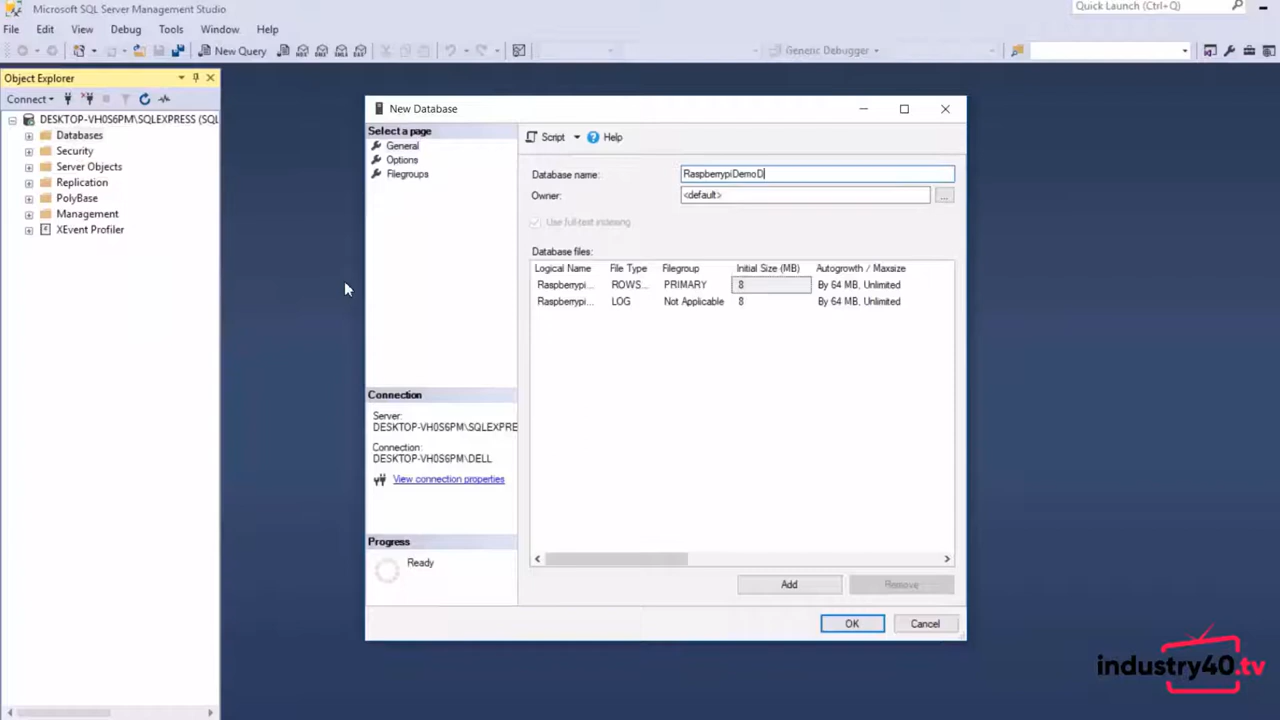 Microsoft SQL Server Management Studio
Quick Launch (Ctrl+Q)
File Edit View Debug Tools Window Help
New Query
Generic Debugger
Object Explorer
Connect
DESKTOP-VH0S6PM\SQLEXPRESS (SQL
Databases
Security
Server Objects
Replication
PolyBase
Management
XEvent Profiler
New Database
Select a page
General
Options
Filegroups
Script Help
Database name: RaspberrypiDemoD
Owner: <default> ...
Use full-text indexing
Database files:
Logical Name File Type Filegroup Initial Size (MB) Autogrowth / Maxsize
Raspberrypi... ROWS... PRIMARY 8 By 64 MB, Unlimited
Raspberrypi... LOG Not Applicable 8 By 64 MB, Unlimited
Connection
Server:
DESKTOP-VH0S6PM\SQLEXPRE
Connection:
DESKTOP-VH0S6PM\DELL
View connection properties
Progress
Ready
Add Remove
OK Cancel
industry40.tv